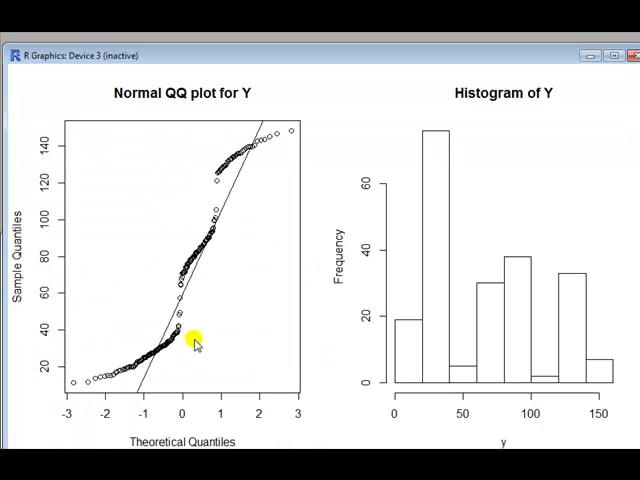 R Graphics: Device 3 (inactive)
Normal QQ plot for Y
Sample Quantiles
140
120
100
80
60
40
20
-3 -2 -1 0 1 2 3
Theoretical Quantiles
Histogram of Y
Frequency
60
40
20
0
0 50 100 150
y